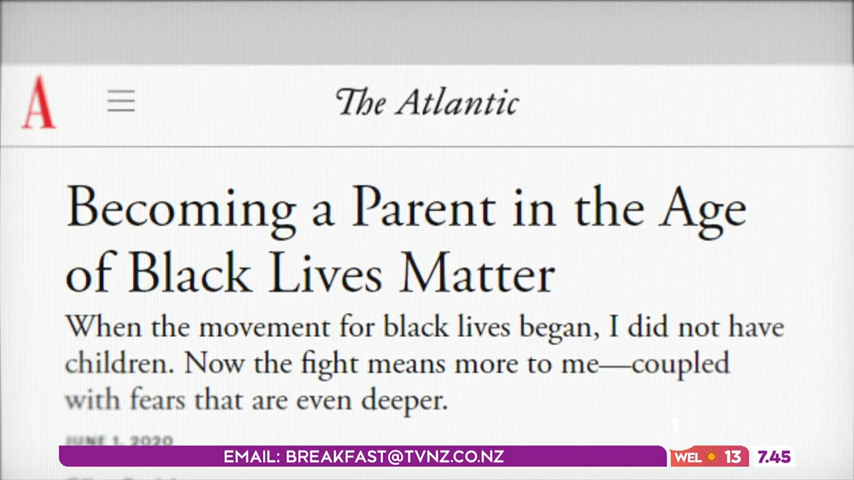 A
The Atlantic
Becoming a Parent in the Age
of Black Lives Matter
When the movement for black lives began, I did not have
children. Now the fight means more to me—coupled
with fears that are even deeper.
JUNE 1, 2020
EMAIL: BREAKFAST@TVNZ.CO.NZ
WEL 13 7.45